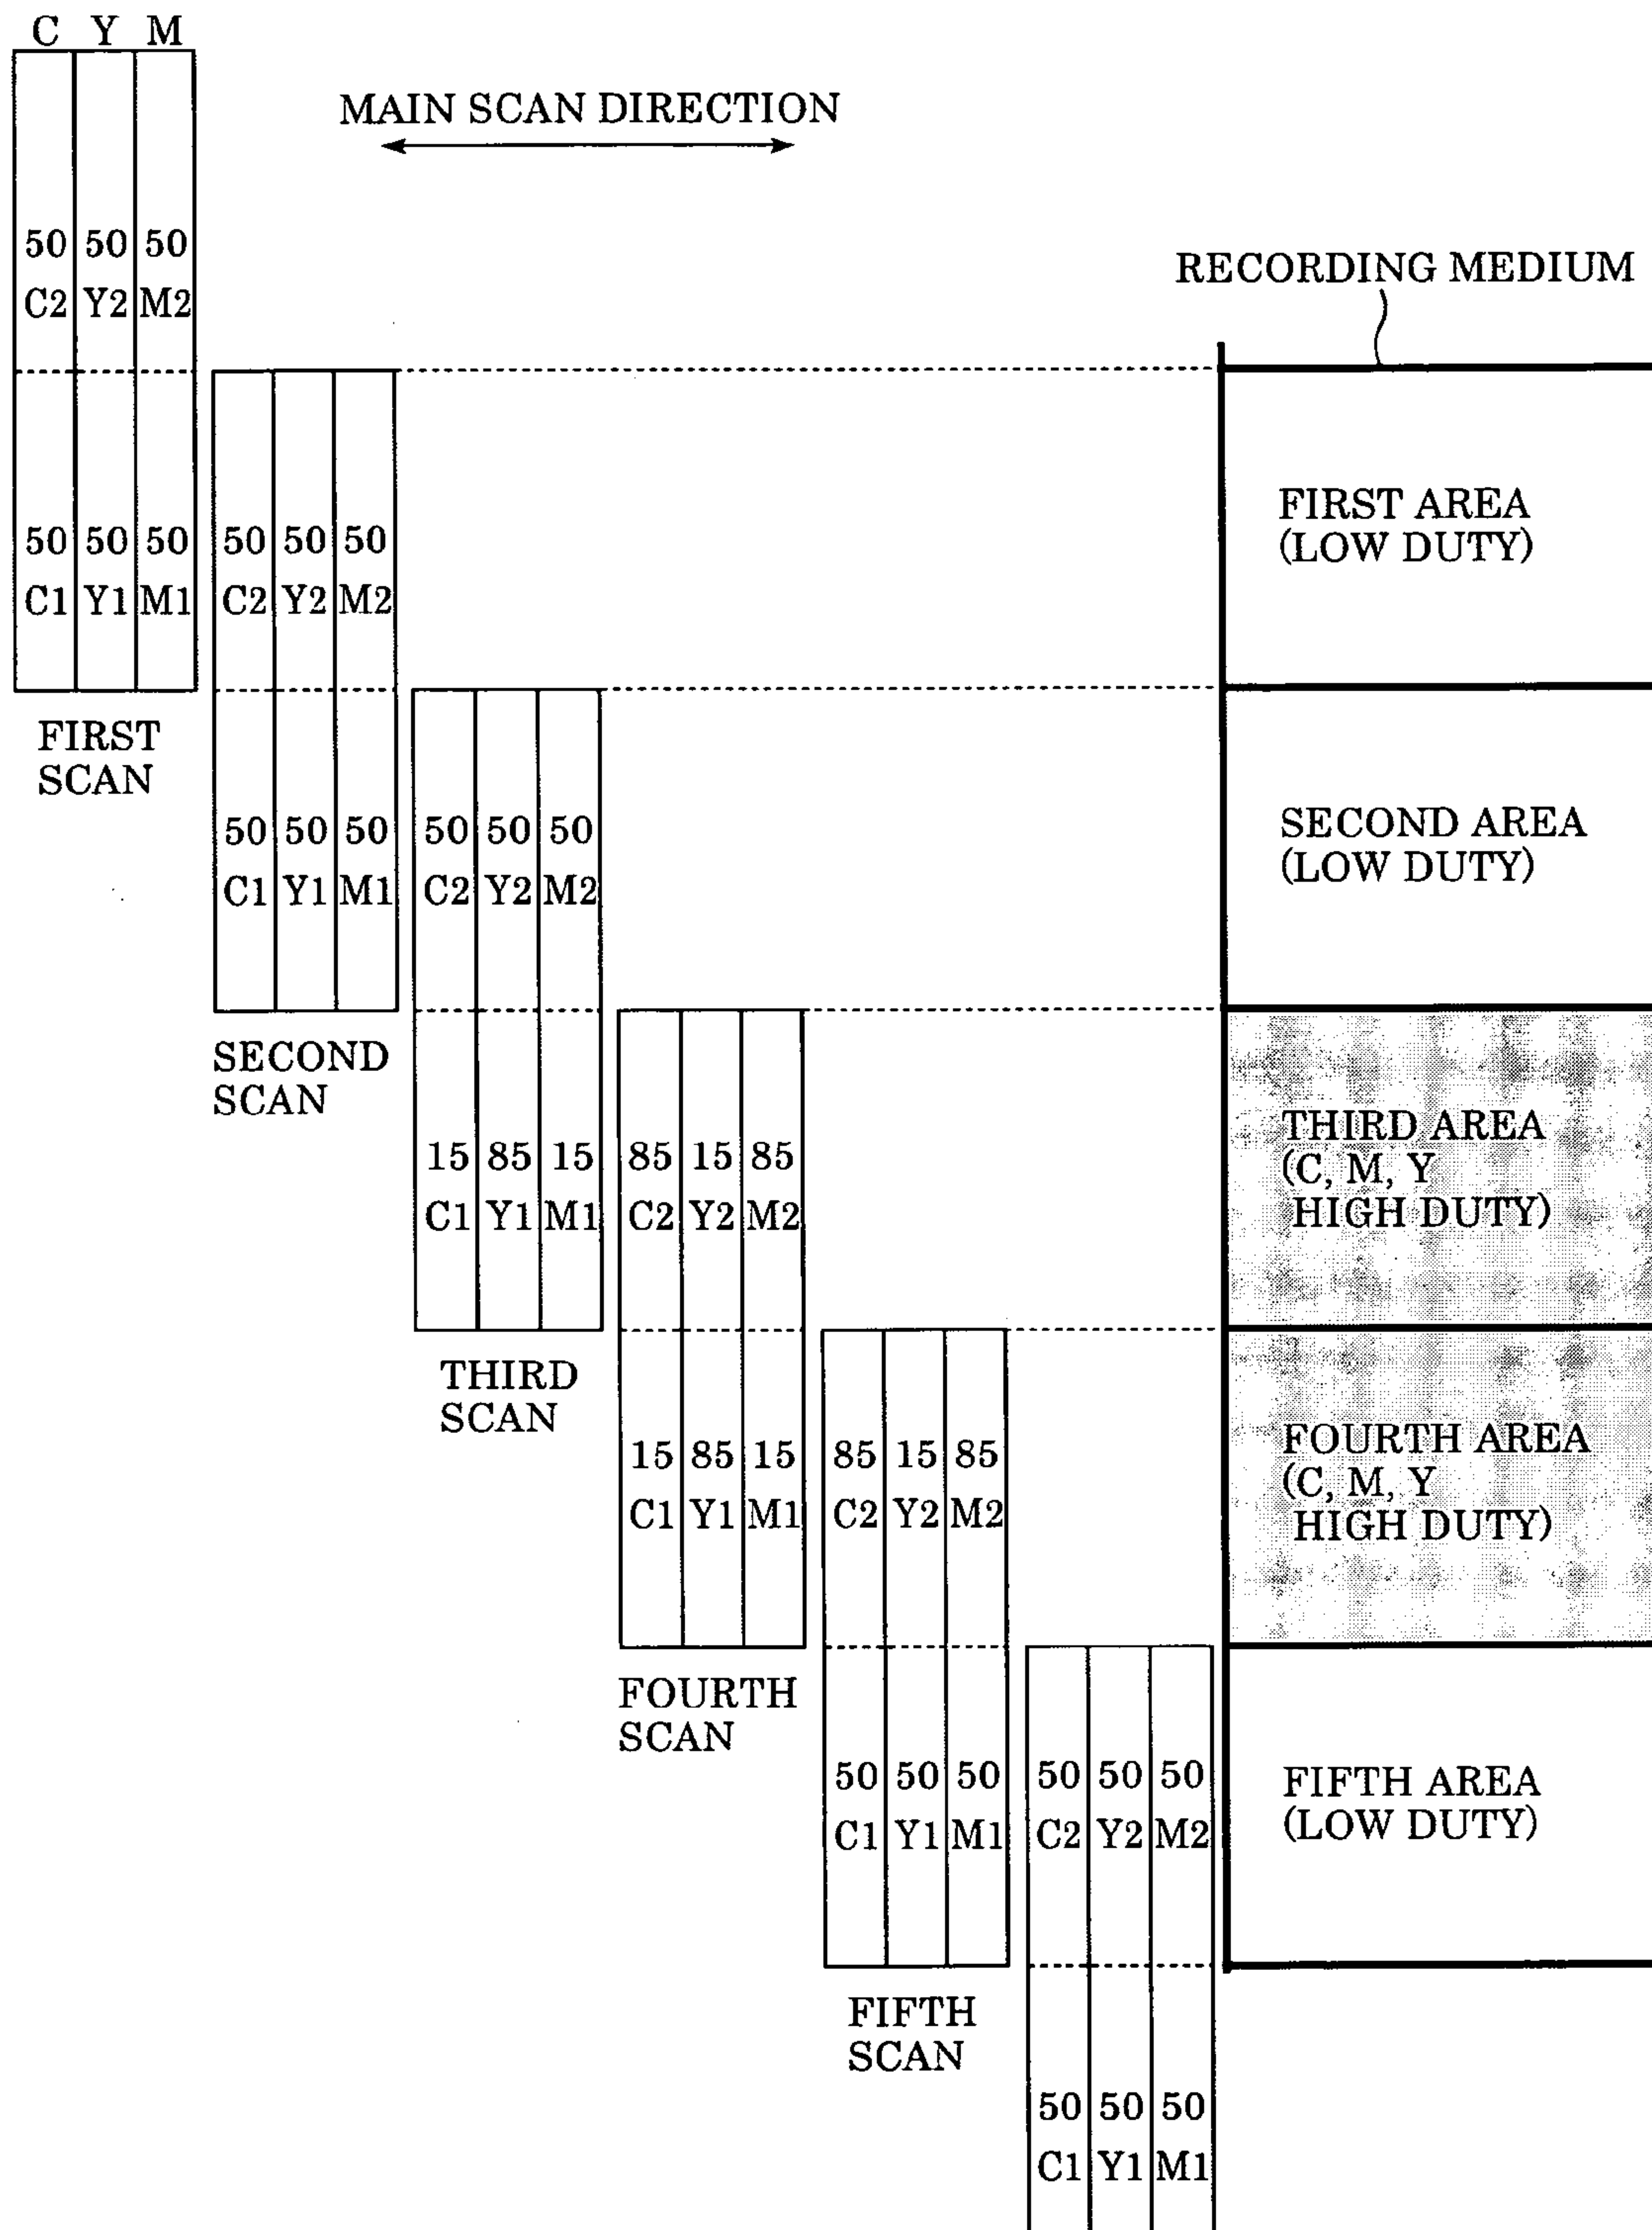 C Y M
MAIN SCAN DIRECTION
50 50 50
C2 Y2 M2
RECORDING MEDIUM
50 50 50
C1 Y1 M1
50 50 50
C2 Y2 M2
FIRST AREA
(LOW DUTY)
FIRST
SCAN
50 50 50
C1 Y1 M1
50 50 50
C2 Y2 M2
SECOND AREA
(LOW DUTY)
SECOND
SCAN
15 85 15
C1 Y1 M1
85 15 85
C2 Y2 M2
THIRD AREA
(C, M, Y
HIGH DUTY)
THIRD
SCAN
15 85 15
C1 Y1 M1
85 15 85
C2 Y2 M2
FOURTH AREA
(C, M, Y
HIGH DUTY)
FOURTH
SCAN
50 50 50
C1 Y1 M1
50 50 50
C2 Y2 M2
FIFTH AREA
(LOW DUTY)
FIFTH
SCAN
50 50 50
C1 Y1 M1